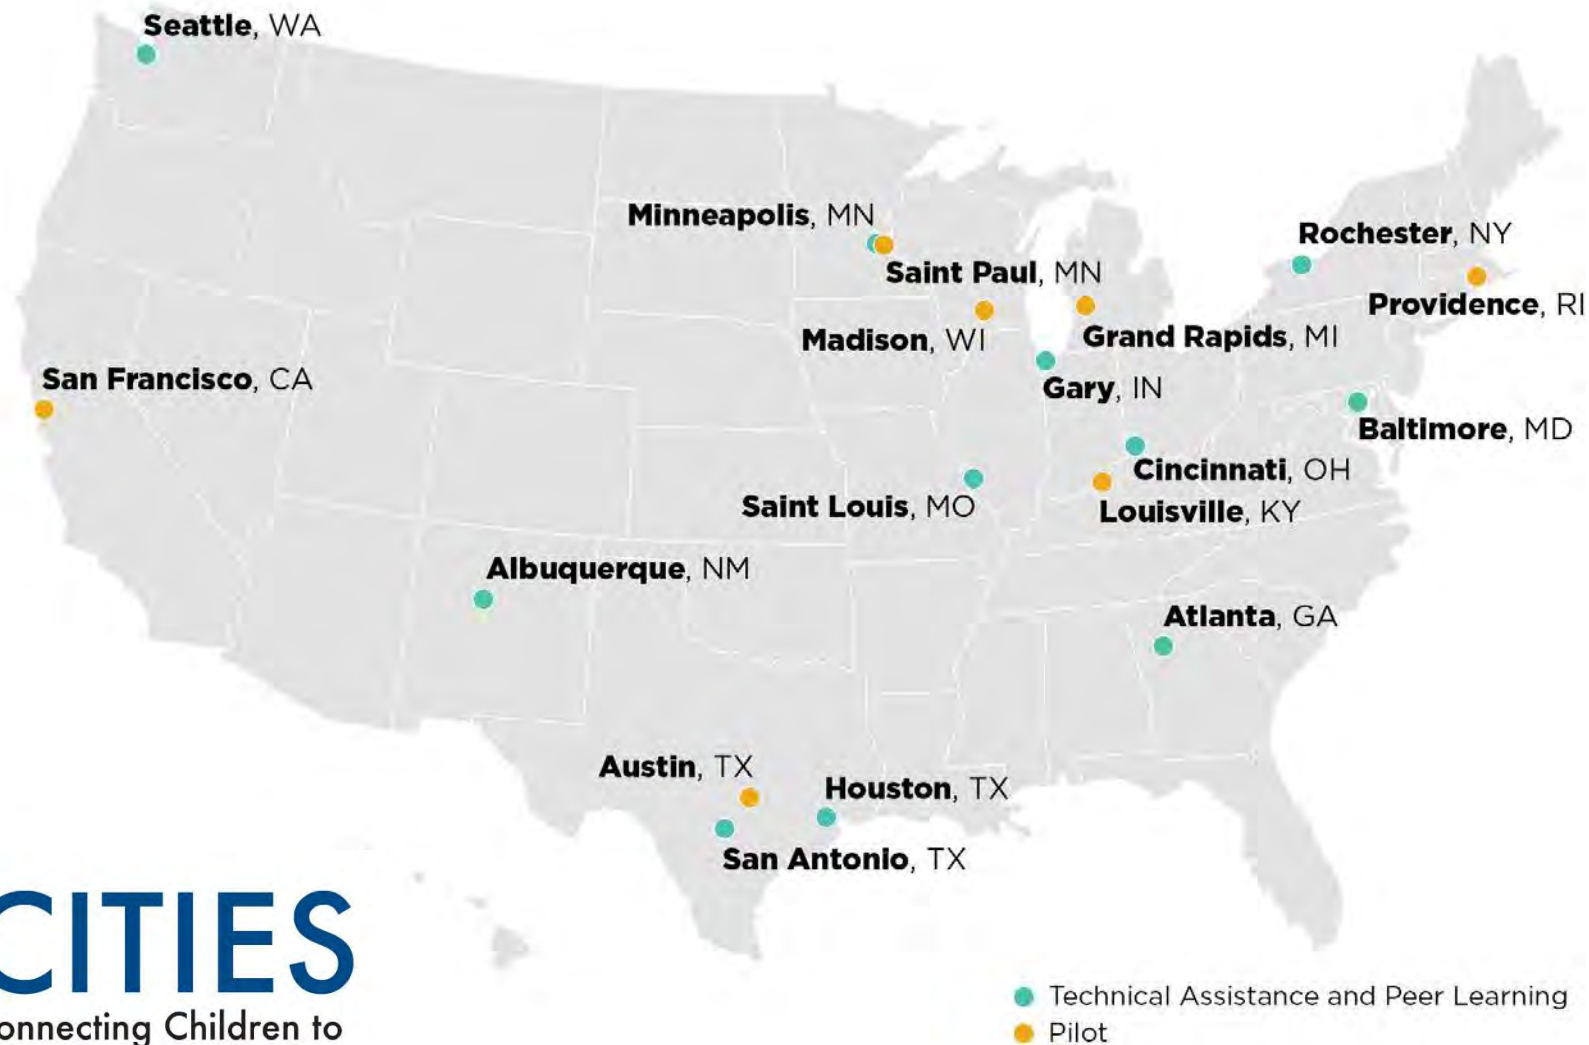 Seattle, WA
Minneapolis, MN
Rochester, NY
Saint Paul, MN
Providence, RI
Madison, WI
Grand Rapids, MI
San Francisco, CA
Gary, IN
Baltimore, MD
Cincinnati, OH
Saint Louis, MO
Louisville, KY
Albuquerque, NM
Atlanta, GA
Austin, TX
Houston, TX
San Antonio, TX
CITIES
onnecting Children to
Technical Assistance and Peer Learning
Pilot